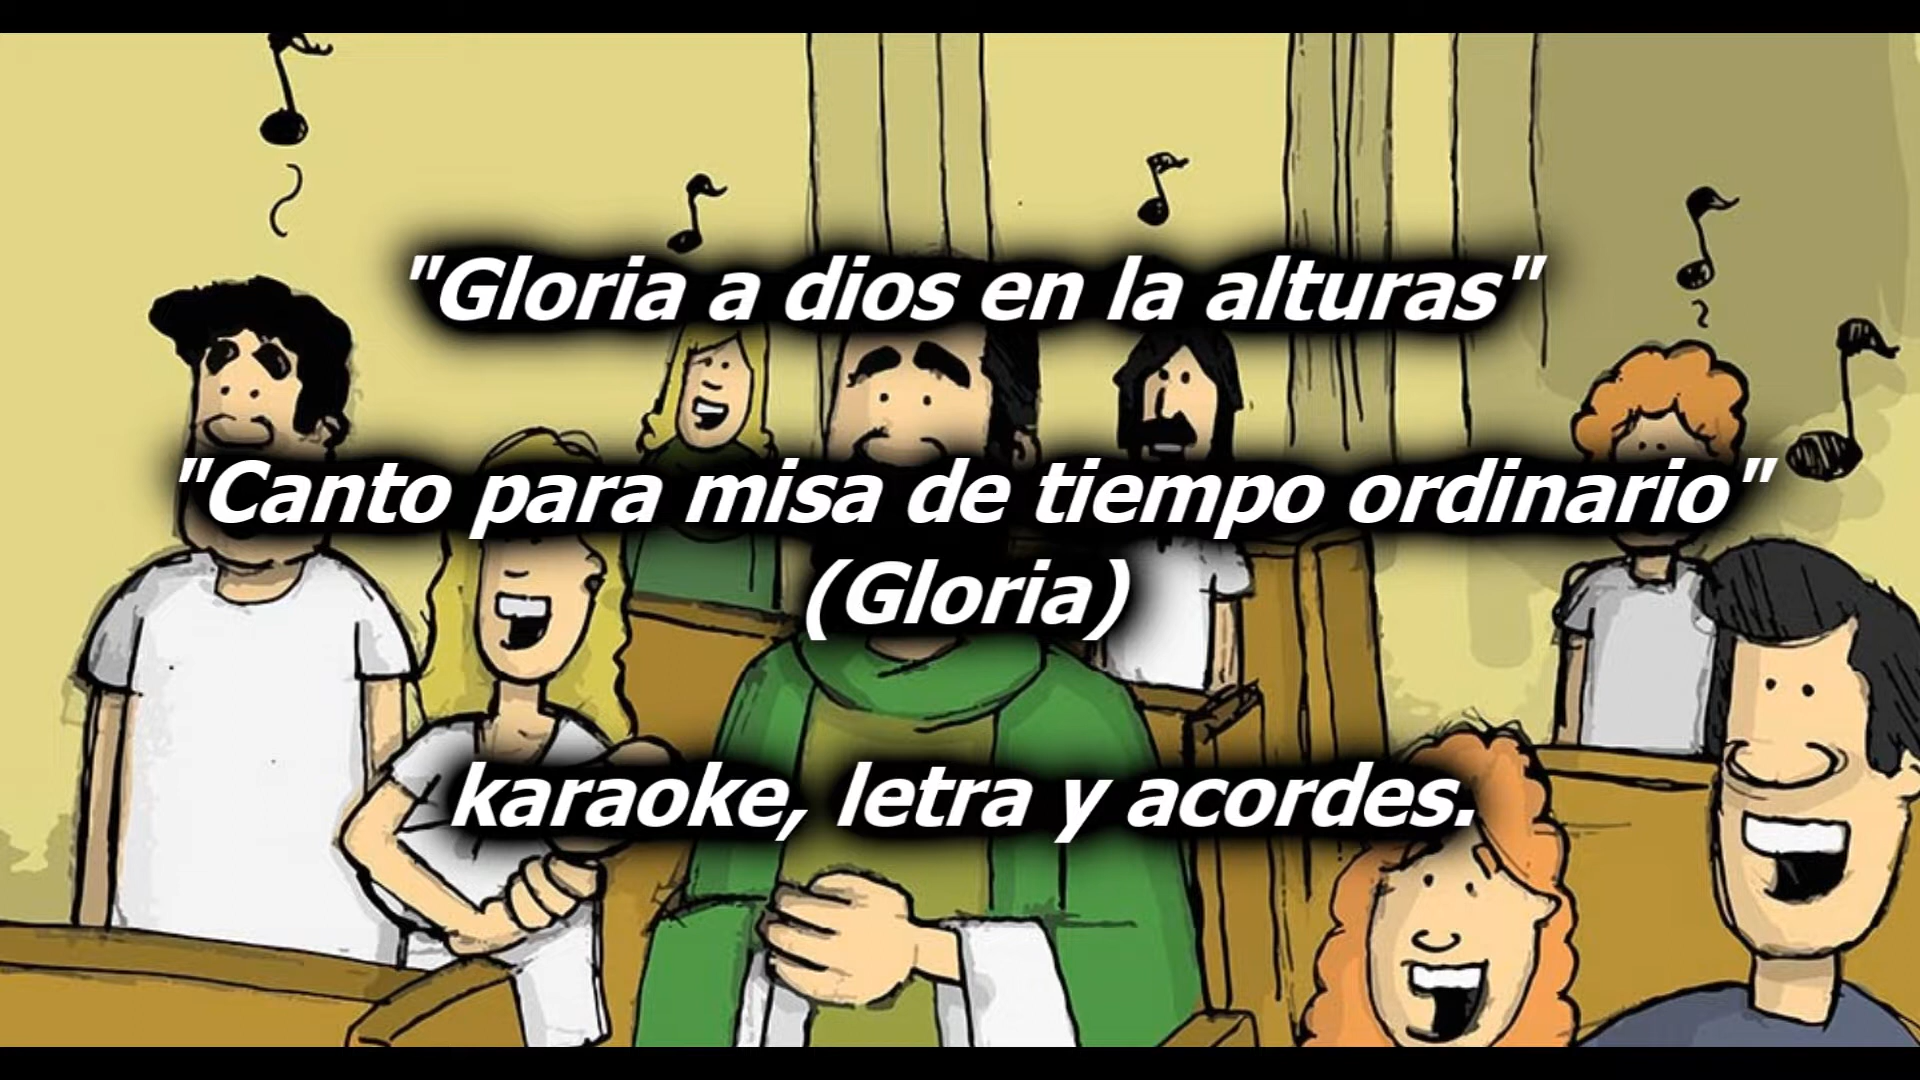 "Gloria a dios en la alturas"
"Canto para misa de tiempo ordinario"
(Gloria)
karaoke, letra y acordes.